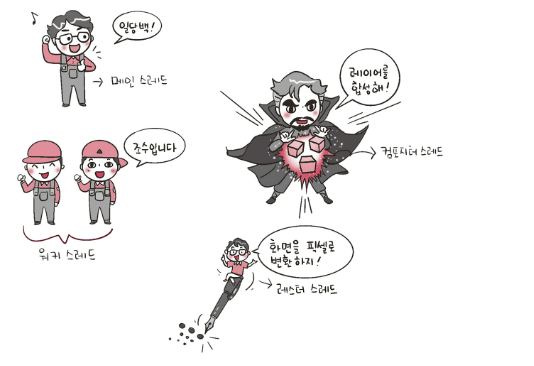 일당백!
메인 스레드
레이어를
합성해!
컴포지터 스레드
조수입니다
워커 스레드
화면을 픽셀로
변환하지!
레스터 스레드